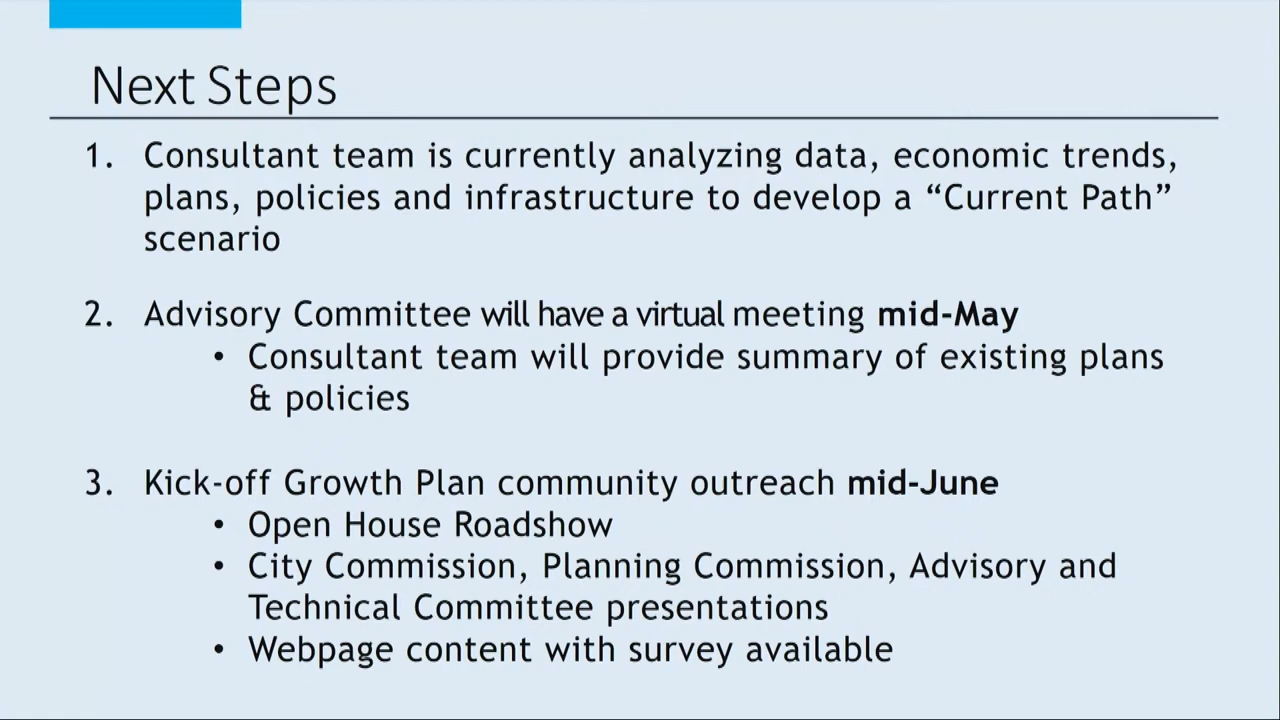 Next Steps
1. Consultant team is currently analyzing data, economic trends,
plans, policies and infrastructure to develop a “Current Path”
scenario
2. Advisory Committee will have a virtual meeting mid-May
• Consultant team will provide summary of existing plans
& policies
3. Kick-off Growth Plan community outreach mid-June
• Open House Roadshow
• City Commission, Planning Commission, Advisory and
Technical Committee presentations
• Webpage content with survey available